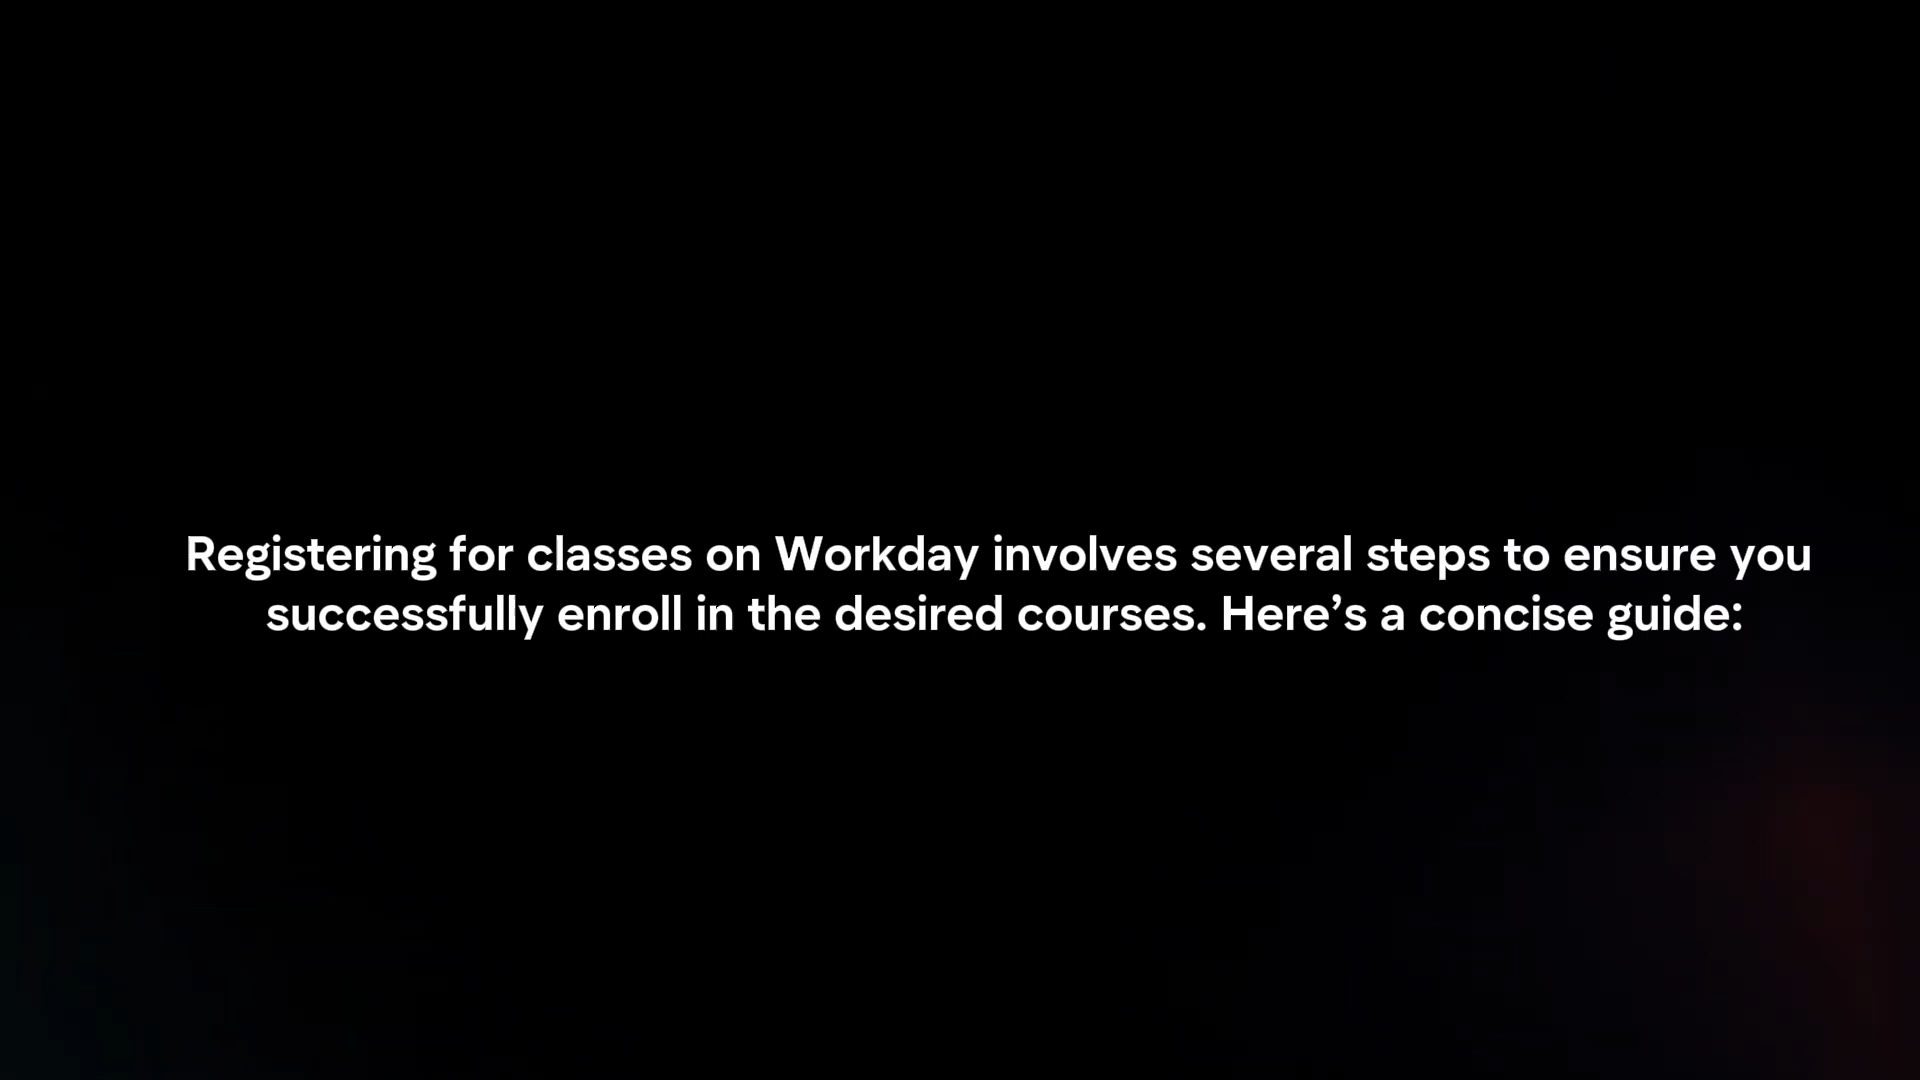 Registering for classes on Workday involves several steps to ensure you
successfully enroll in the desired courses. Here’s a concise guide: